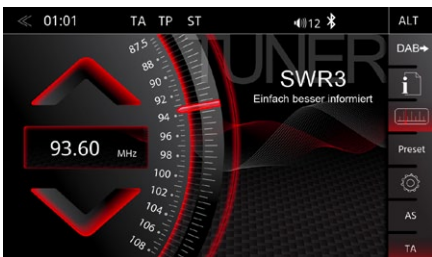 01:01 TA TP ST 12 ALT
TUNER
DAB
87.5
88
90
92
94
96
98
100
102
104
106
108
SWR3
Einfach besser informiert
93.60 MHz
i
Preset
AS
TA